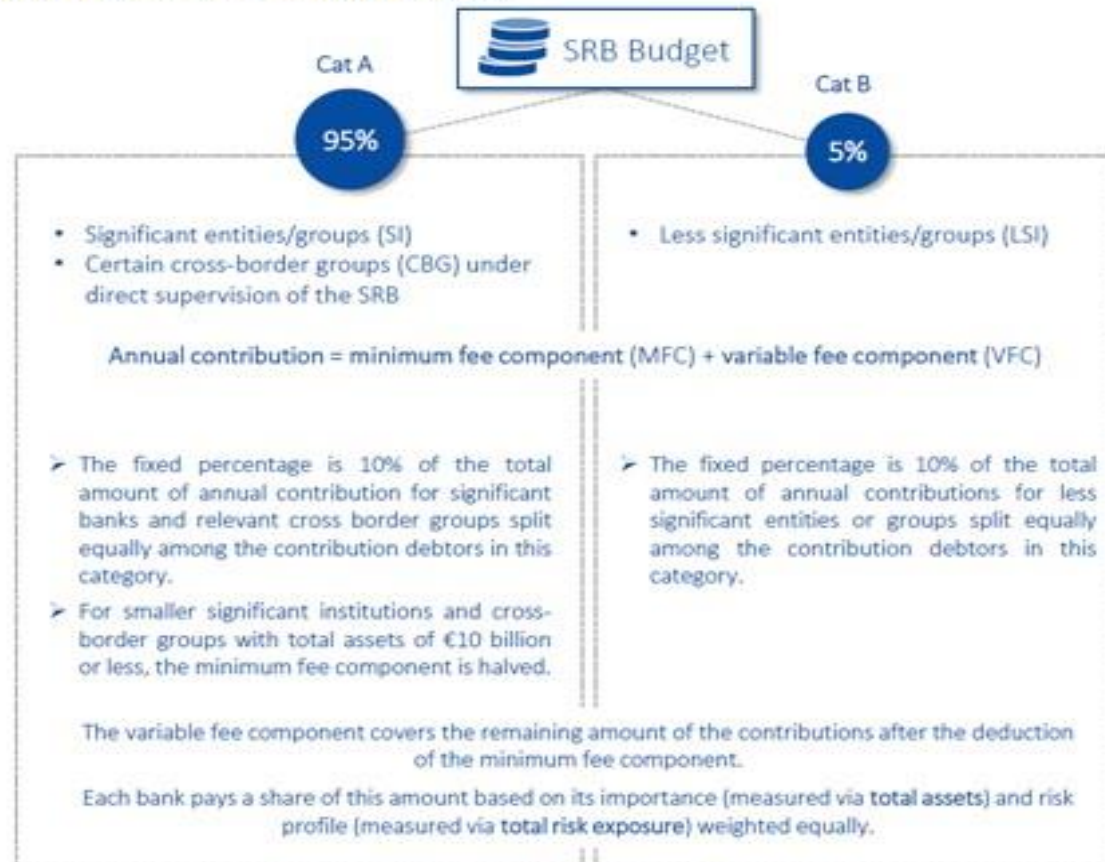 SRB Budget
Cat A
95%
Cat B
5%
• Significant entities/groups (SI)
• Certain cross-border groups (CBG) under
direct supervision of the SRB
• Less significant entities/groups (LSI)
Annual contribution = minimum fee component (MFC) + variable fee component (VFC)
➤ The fixed percentage is 10% of the total
amount of annual contribution for significant
banks and relevant cross border groups split
equally among the contribution debtors in this
category.
➤ For smaller significant institutions and cross-
border groups with total assets of €10 billion
or less, the minimum fee component is halved.
➤ The fixed percentage is 10% of the total
amount of annual contributions for less
significant entities or groups split equally
among the contribution debtors in this
category.
The variable fee component covers the remaining amount of the contributions after the deduction
of the minimum fee component.
Each bank pays a share of this amount based on its importance (measured via total assets) and risk
profile (measured via total risk exposure) weighted equally.